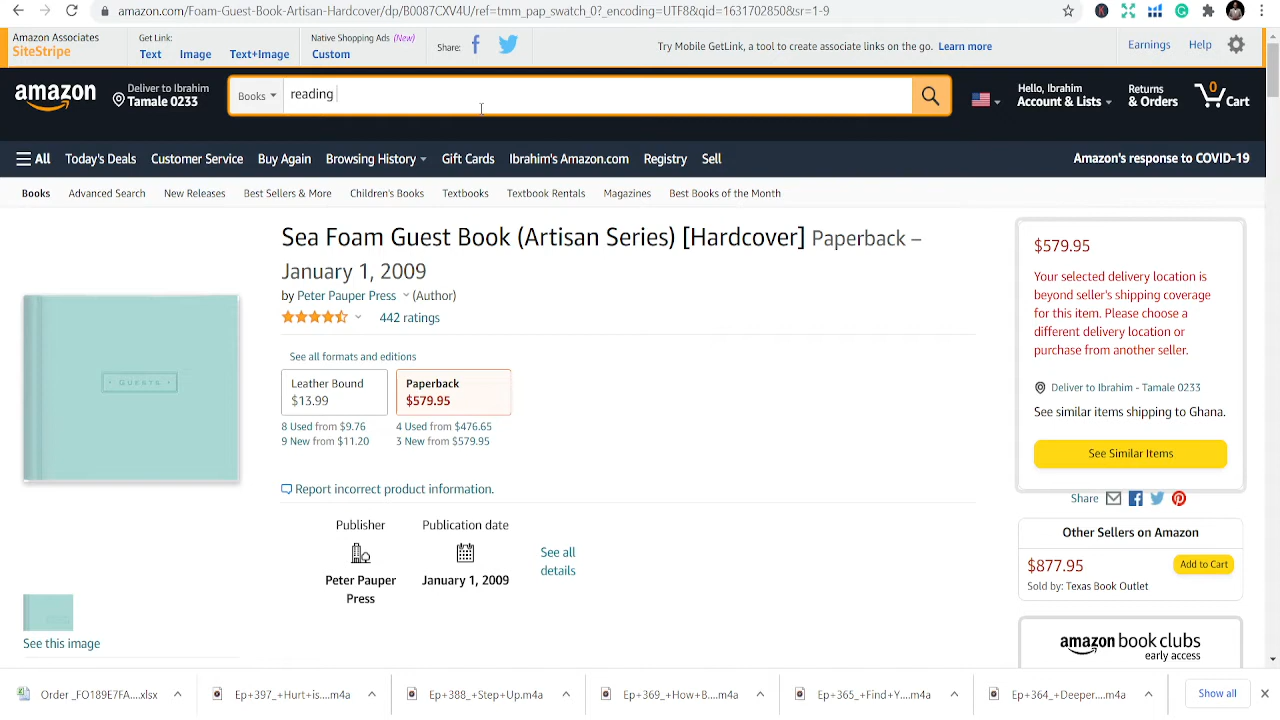 amazon.com/Foam-Guest-Book-Artisan-Hardcover/dp/B0087CXV4U/ref=tmm_pap_swatch_0?_encoding=UTF8&qid=1631702850&sr=1-9
Amazon Associates
SiteStripe
Get Link:
Text Image Text+Image
Native Shopping Ads (New)
Custom
Share:
Try Mobile GetLink, a tool to create associate links on the go. Learn more
Earnings Help
amazon
Deliver to Ibrahim
Tamale 0233
Books
reading
Hello, Ibrahim
Account & Lists
Returns
& Orders
0
Cart
All Today's Deals Customer Service Buy Again Browsing History Gift Cards Ibrahim's Amazon.com Registry Sell
Amazon's response to COVID-19
Books Advanced Search New Releases Best Sellers & More Children's Books Textbooks Textbook Rentals Magazines Best Books of the Month
Sea Foam Guest Book (Artisan Series) [Hardcover] Paperback –
January 1, 2009
by Peter Pauper Press (Author)
442 ratings
See all formats and editions
Leather Bound
$13.99
Paperback
$579.95
8 Used from $9.76
9 New from $11.20
4 Used from $476.65
3 New from $579.95
Report incorrect product information.
Publisher
Peter Pauper
Press
Publication date
January 1, 2009
See all
details
GUESTS
See this image
$579.95
Your selected delivery location is
beyond seller's shipping coverage
for this item. Please choose a
different delivery location or
purchase from another seller.
Deliver to Ibrahim - Tamale 0233
See similar items shipping to Ghana.
See Similar Items
Share
Other Sellers on Amazon
$877.95
Add to Cart
Sold by: Texas Book Outlet
amazon book clubs
early access
Order _FO189E7FA....xlsx
Ep+397_+Hurt+is....m4a
Ep+388_+Step+Up.m4a
Ep+369_+How+B....m4a
Ep+365_+Find+Y....m4a
Ep+364_+Deeper....m4a
Show all